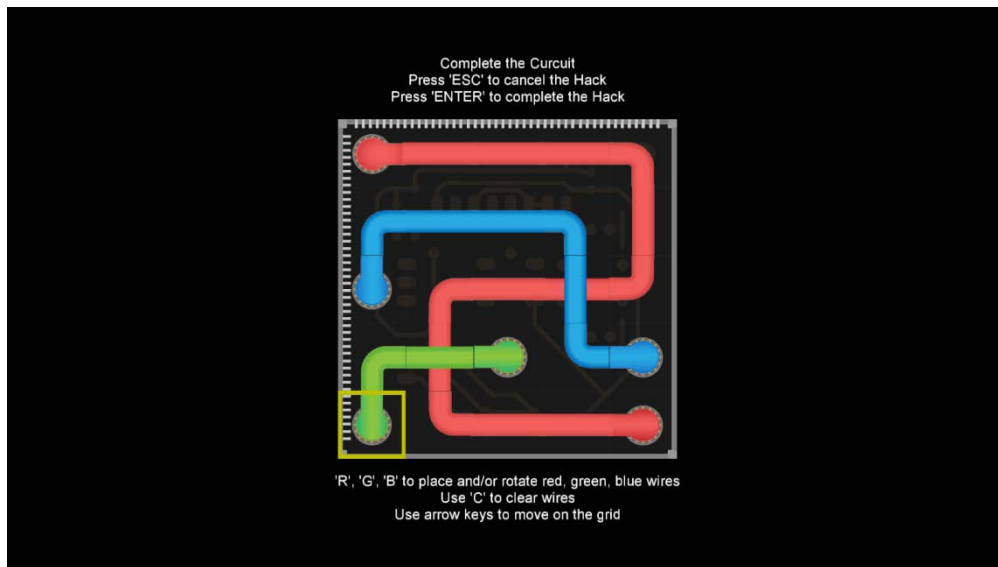 Complete the Curcuit
Press 'ESC' to cancel the Hack
Press 'ENTER' to complete the Hack
'R', 'G', 'B' to place and/or rotate red, green, blue wires
Use 'C' to clear wires
Use arrow keys to move on the grid